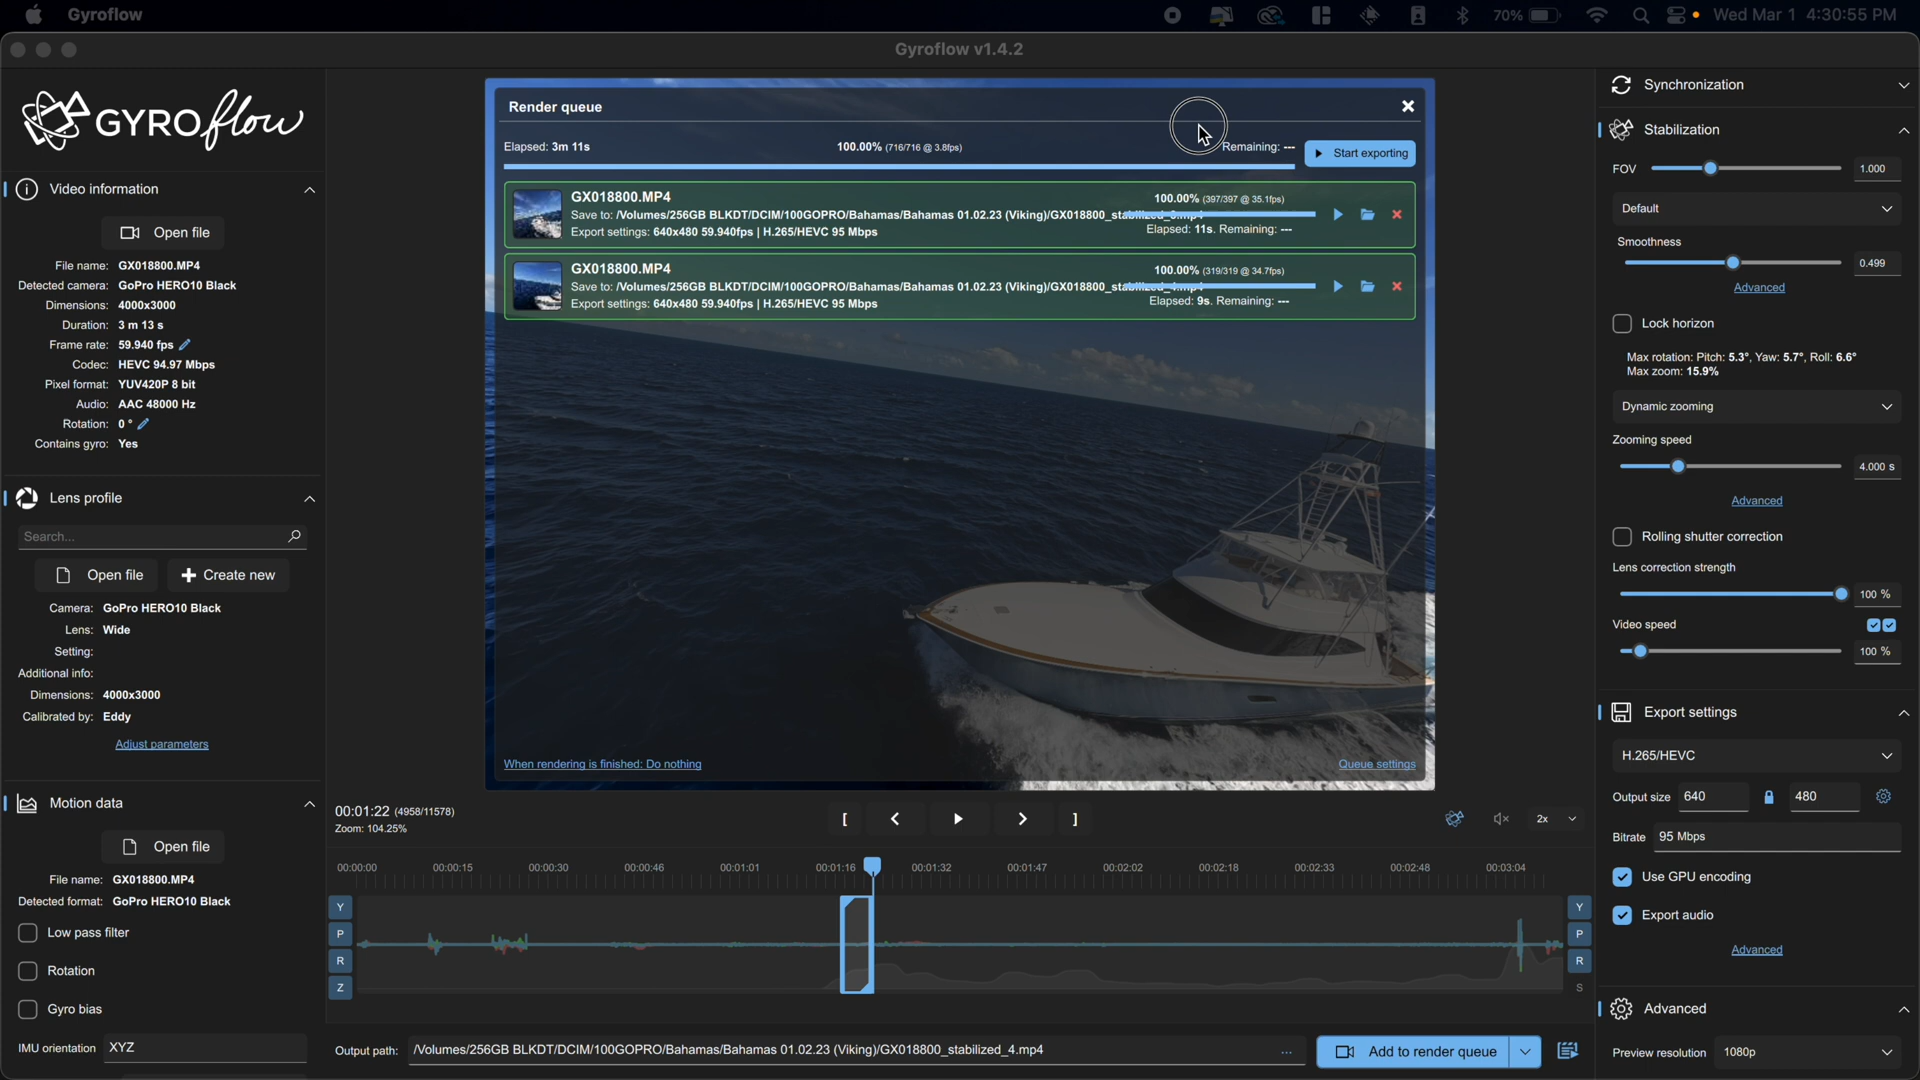 Gyroflow
70%
Wed Mar 1 4:30:55 PM
Gyroflow v1.4.2
GYROflow
Video information
Open file
File name: GX018800.MP4
Detected camera: GoPro HERO10 Black
Dimensions: 4000x3000
Duration: 3 m 13 s
Frame rate: 59.940 fps
Codec: HEVC 94.97 Mbps
Pixel format: YUV420P 8 bit
Audio: AAC 48000 Hz
Rotation: 0 °
Contains gyro: Yes
Lens profile
Search...
Open file
Create new
Camera: GoPro HERO10 Black
Lens: Wide
Setting:
Additional info:
Dimensions: 4000x3000
Calibrated by: Eddy
Adjust parameters
Motion data
Open file
File name: GX018800.MP4
Detected format: GoPro HERO10 Black
Low pass filter
Rotation
Gyro bias
IMU orientation XYZ
Render queue
Elapsed: 3m 11s
100.00% (716/716 @ 3.8fps)
Remaining: ---
Start exporting
GX018800.MP4
Save to: /Volumes/256GB BLKDT/DCIM/100GOPRO/Bahamas/Bahamas 01.02.23 (Viking)/GX018800
Export settings: 640x480 59.940fps | H.265/HEVC 95 Mbps
100.00% (397/397 @ 35.1fps)
Elapsed: 11s. Remaining: ---
GX018800.MP4
Save to: /Volumes/256GB BLKDT/DCIM/100GOPRO/Bahamas/Bahamas 01.02.23 (Viking)/GX018800
Export settings: 640x480 59.940fps | H.265/HEVC 95 Mbps
100.00% (319/319 @ 34.7fps)
Elapsed: 9s. Remaining: ---
When rendering is finished: Do nothing
Queue settings
00:01:22 (4958/11578)
Zoom: 104.25%
[
]
2x
00:00:00 00:00:15 00:00:30 00:00:46 00:01:01 00:01:16 00:01:32 00:01:47 00:02:02 00:02:18 00:02:33 00:02:48 00:03:04
Y
P
R
Z
Y
P
R
S
Output path: /Volumes/256GB BLKDT/DCIM/100GOPRO/Bahamas/Bahamas 01.02.23 (Viking)/GX018800_stabilized_4.mp4 ...
Add to render queue
Synchronization
Stabilization
FOV 1.000
Default
Smoothness
0.499
Advanced
Lock horizon
Max rotation: Pitch: 5.3°, Yaw: 5.7°, Roll: 6.6°
Max zoom: 15.9%
Dynamic zooming
Zooming speed
4.000 s
Advanced
Rolling shutter correction
Lens correction strength
100 %
Video speed
100 %
Export settings
H.265/HEVC
Output size 640 480
Bitrate 95 Mbps
Use GPU encoding
Export audio
Advanced
Advanced
Preview resolution 1080p